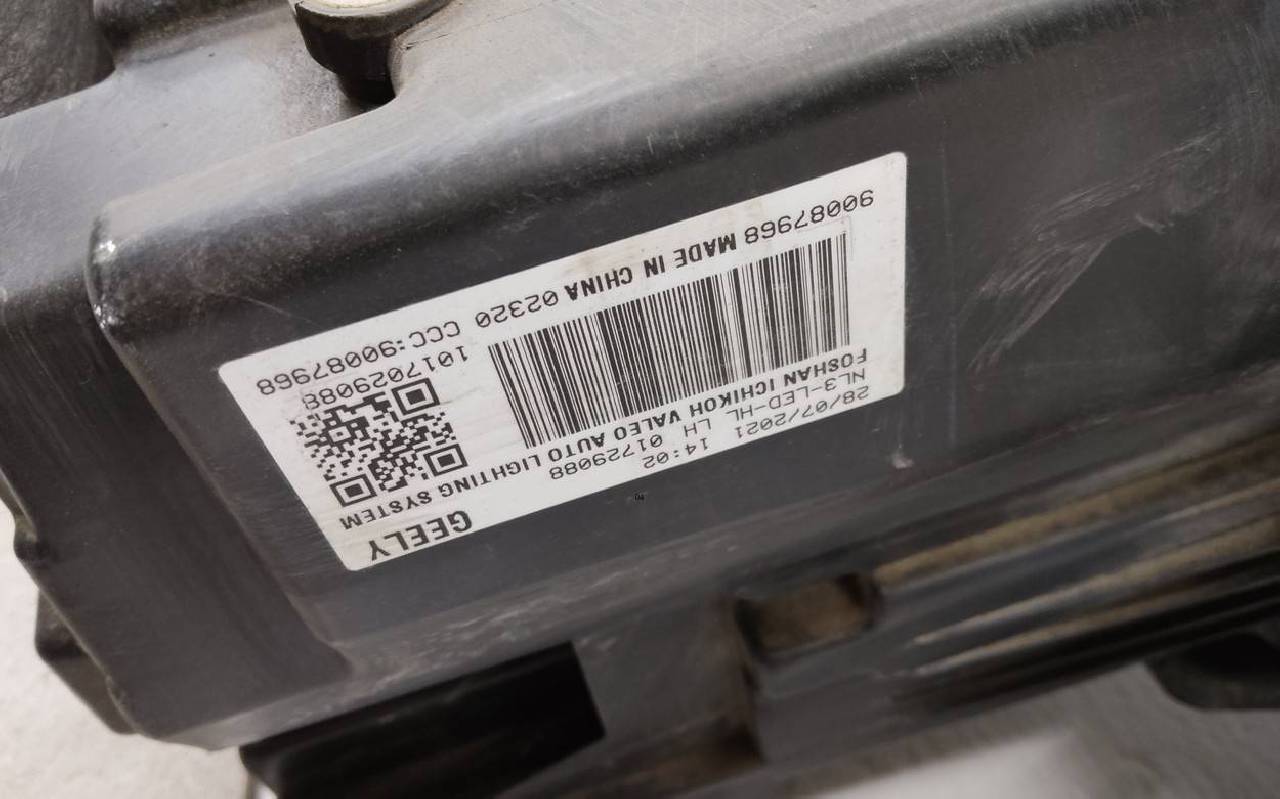 28/07/2021 14:02
GEELY
NL3-LED-HL LH 01729088
FOSHAN ICHIKOH VALEO AUTO LIGHTING SYSTEM
1017029088
90087968 MADE IN CHINA 02320 CCC:90087968